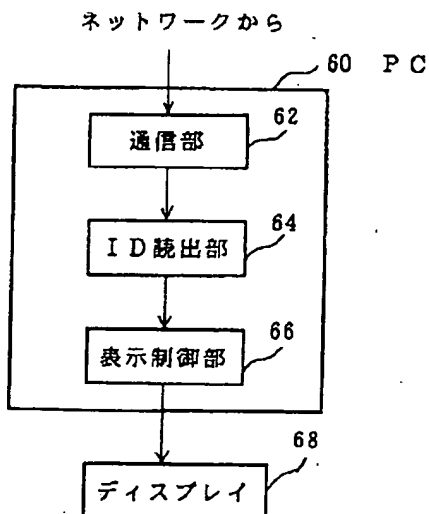 ネットワークから
60 PC
62
通信部
64
ID読出部
66
表示制御部
68
ディスプレイ